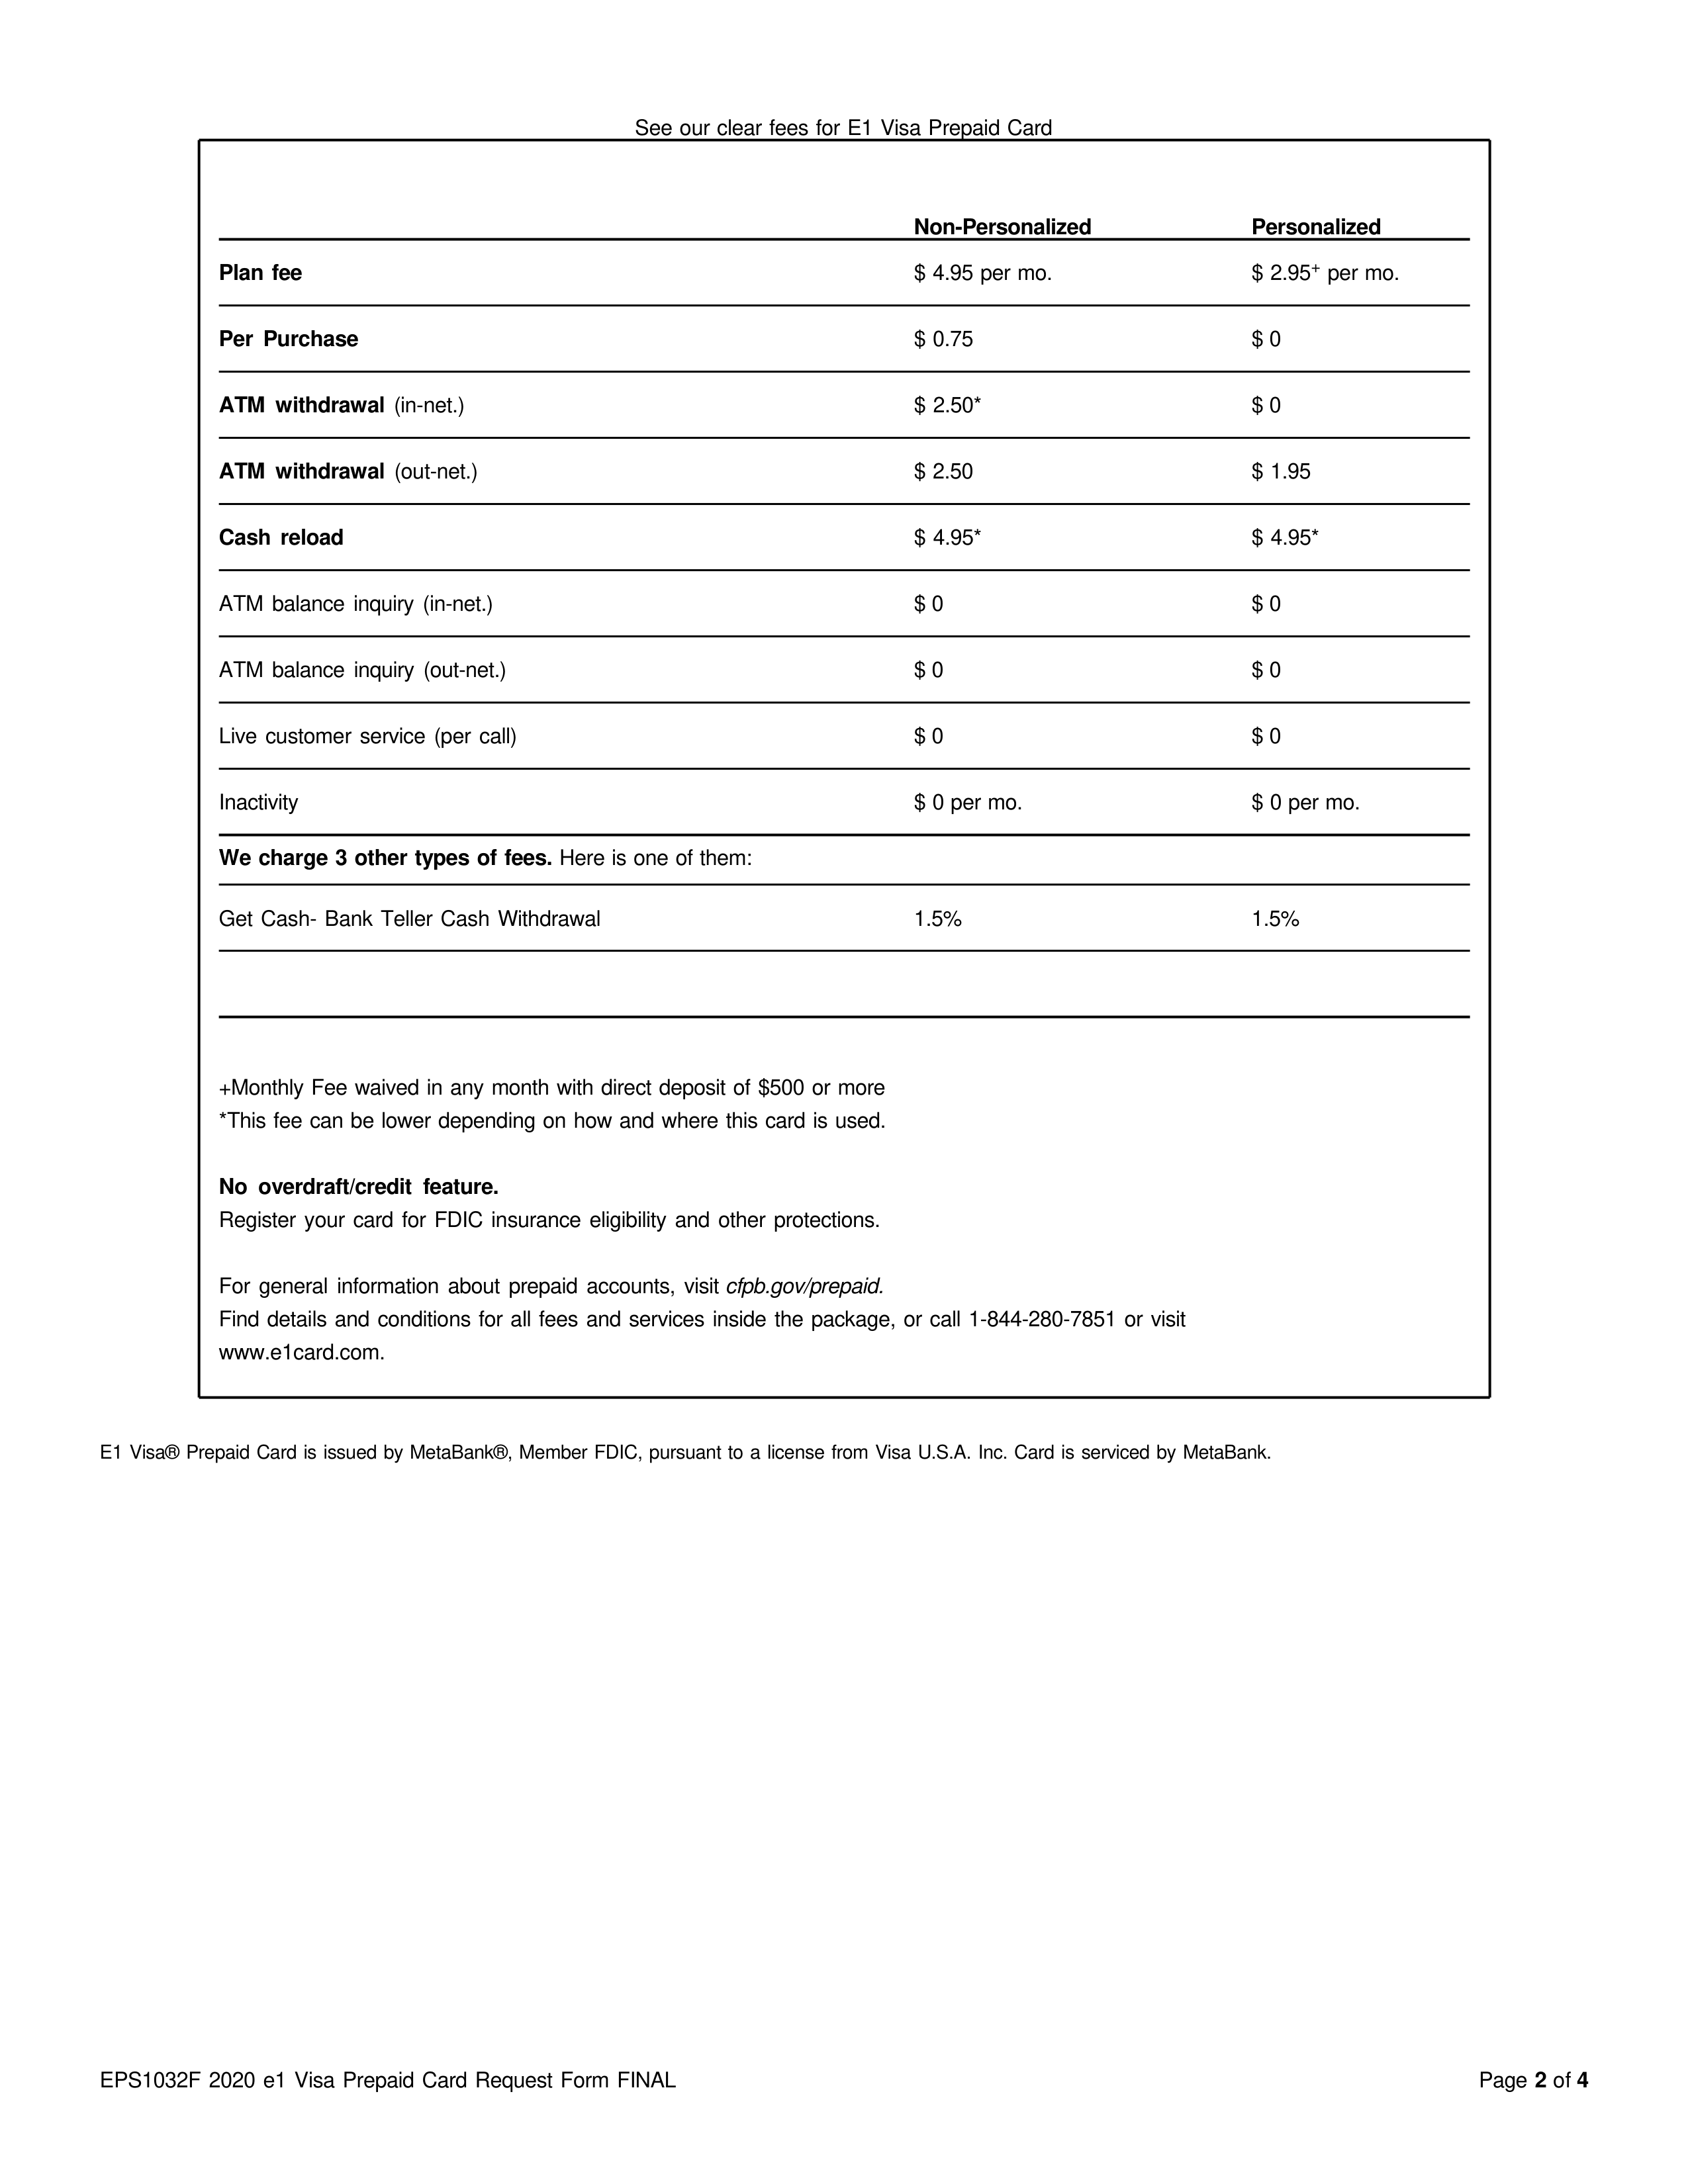 See our clear fees for E1 Visa Prepaid Card
Non-Personalized Personalized
Plan fee $ 4.95 per mo. $ 2.95+ per mo.
Per Purchase $ 0.75 $ 0
ATM withdrawal (in-net.) $ 2.50* $ 0
ATM withdrawal (out-net.) $ 2.50 $ 1.95
Cash reload $ 4.95* $ 4.95*
ATM balance inquiry (in-net.) $ 0 $ 0
ATM balance inquiry (out-net.) $ 0 $ 0
Live customer service (per call) $ 0 $ 0
Inactivity $ 0 per mo. $ 0 per mo.
We charge 3 other types of fees. Here is one of them:
Get Cash- Bank Teller Cash Withdrawal 1.5% 1.5%
+Monthly Fee waived in any month with direct deposit of $500 or more
*This fee can be lower depending on how and where this card is used.
No overdraft/credit feature.
Register your card for FDIC insurance eligibility and other protections.
For general information about prepaid accounts, visit cfpb.gov/prepaid.
Find details and conditions for all fees and services inside the package, or call 1-844-280-7851 or visit
www.e1card.com.
E1 Visa® Prepaid Card is issued by MetaBank®, Member FDIC, pursuant to a license from Visa U.S.A. Inc. Card is serviced by MetaBank.
EPS1032F 2020 e1 Visa Prepaid Card Request Form FINAL Page 2 of 4